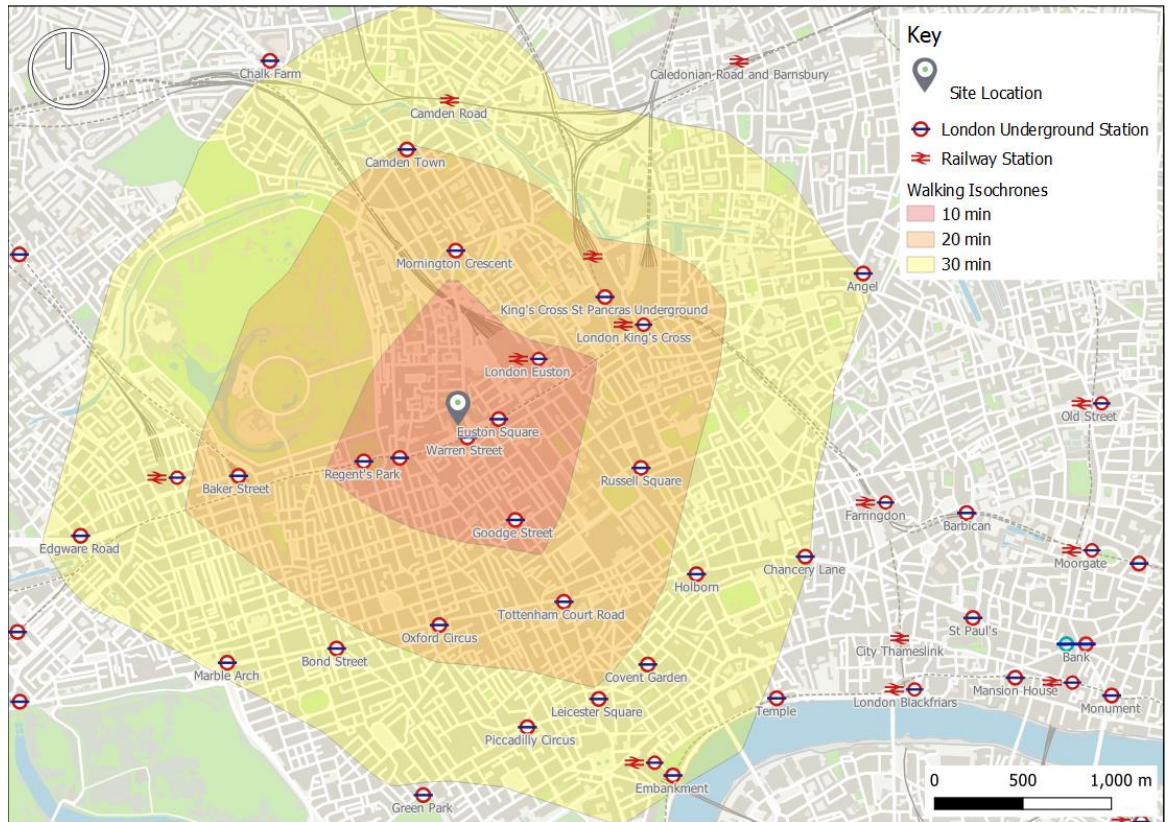 Key
Site Location
London Underground Station
Railway Station
Walking Isochrones
10 min
20 min
30 min
Chalk Farm
Caledonian Road and Barnsbury
Camden Road
Camden Town
Mornington Crescent
Angel
King's Cross St Pancras Underground
London King's Cross
London Euston
Old Street
Euston Square
Warren Street
Regent's Park
Baker Street
Russell Square
Farringdon
Barbican
Goodge Street
Edgware Road
Chancery Lane
Moorgate
Holborn
Tottenham Court Road
Oxford Circus
St Paul's
City Thameslink
Bank
Bond Street
Marble Arch
Covent Garden
Mansion House
Leicester Square
Temple
London Blackfriars
Monument
Piccadilly Circus
Embankment
Green Park
0 500 1,000 m